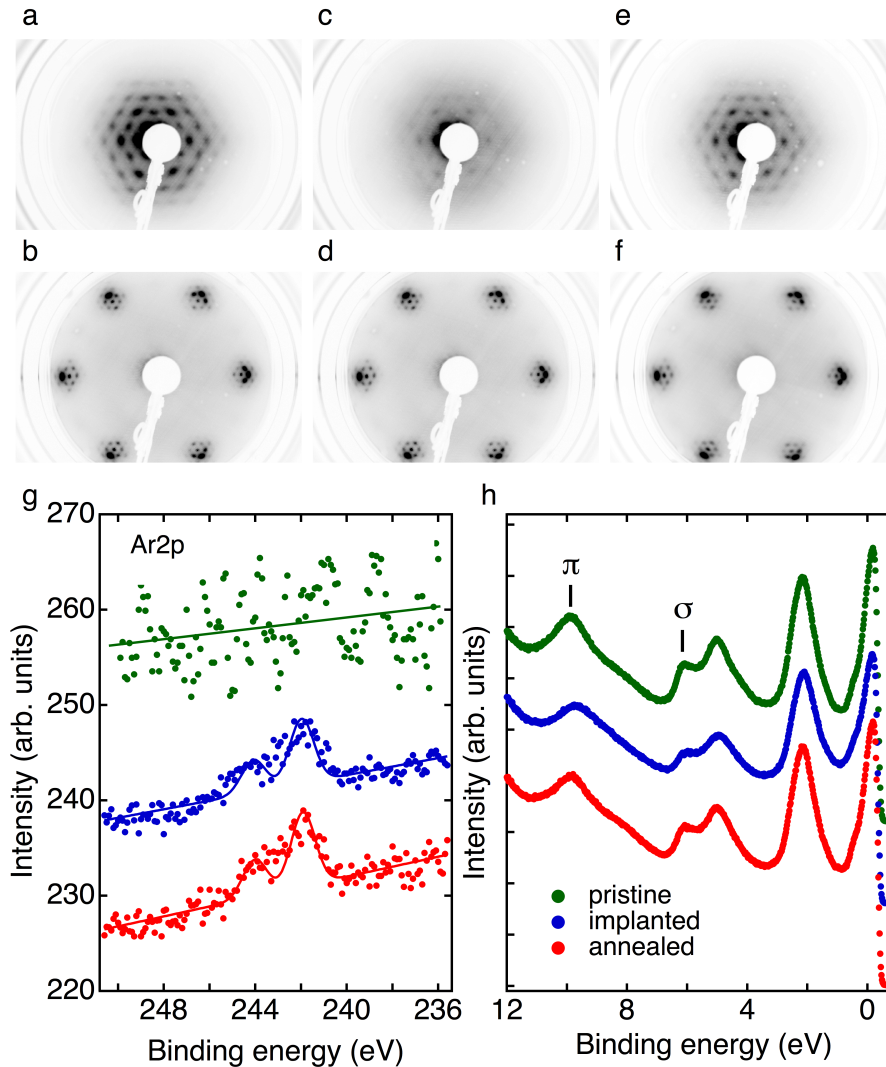 a
c
e
b
d
f
g
h
270
260
250
240
230
220
Ar2p
Intensity (arb. units)
248
244
240
236
Binding energy (eV)
π
σ
Intensity (arb. units)
pristine
implanted
annealed
12
8
4
0
Binding energy (eV)